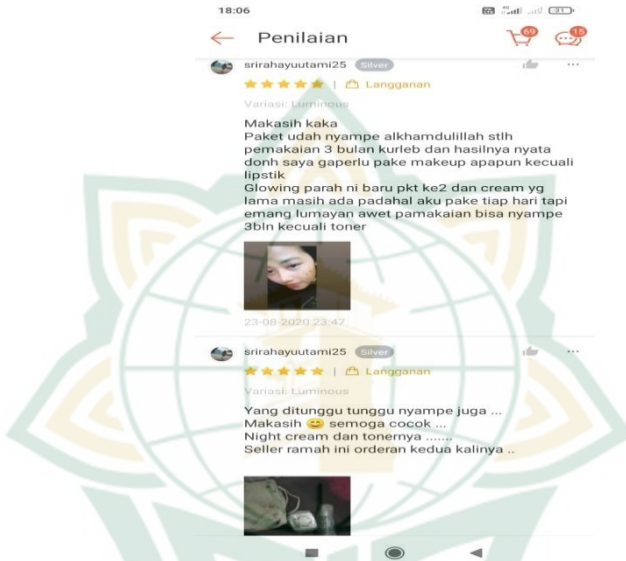 18:06
31
Penilaian
69
15
srirahayuutami25 Silver
Langganan
Variasi: Luminous
Makasih kaka
Paket udah nyampe alkhamdulillah stlh
pemakaian 3 bulan kurleb dan hasilnya nyata
donh saya gaperlu pake makeup apapun kecuali
lipstik
Glowing parah ni baru pkt ke2 dan cream yg
lama masih ada padahal aku pake tiap hari tapi
emang lumayan awet pamakaian bisa nyampe
3bln kecuali toner
23-08-2020 23:47
srirahayuutami25 Silver
Langganan
Variasi: Luminous
Yang ditunggu tunggu nyampe juga ...
Makasih 😊 semoga cocok ...
Night cream dan tonernya .......
Seller ramah ini orderan kedua kalinya ..